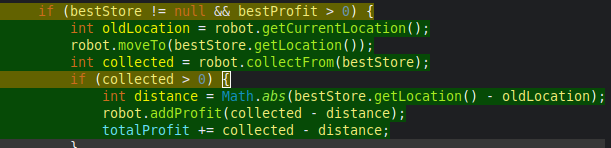 if (bestStore != null && bestProfit > 0) {
int oldLocation = robot.getCurrentLocation();
robot.moveTo(bestStore.getLocation());
int collected = robot.collectFrom(bestStore);
if (collected > 0) {
int distance = Math.abs(bestStore.getLocation() - oldLocation);
robot.addProfit(collected - distance);
totalProfit += collected - distance;
}